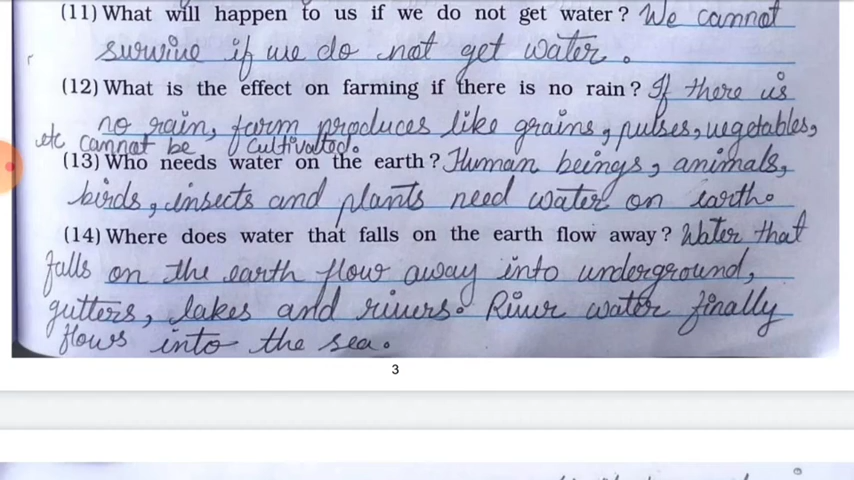 (11) What will happen to us if we do not get water ? We cannot
survive if we do not get water.
(12) What is the effect on farming if there is no rain ? If there is
no rain, farm produces like grains, pulses, vegetables,
etc cannot be cultivated.
(13) Who needs water on the earth ? Human beings, animals,
birds, insects and plants need water on earth.
(14) Where does water that falls on the earth flow away ? Water that
falls on the earth flow away into underground,
gutters, lakes and rivers. River water finally
flows into the sea.
3